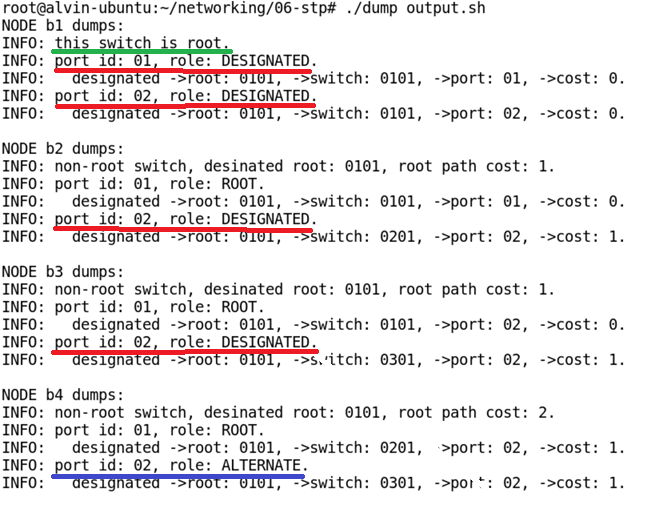 root@alvin-ubuntu:~/networking/06-stp# ./dump output.sh
NODE b1 dumps:
INFO: this switch is root.
INFO: port id: 01, role: DESIGNATED.
INFO:   designated ->root: 0101, ->switch: 0101, ->port: 01, ->cost: 0.
INFO: port id: 02, role: DESIGNATED.
INFO:   designated ->root: 0101, ->switch: 0101, ->port: 02, ->cost: 0.

NODE b2 dumps:
INFO: non-root switch, desinated root: 0101, root path cost: 1.
INFO: port id: 01, role: ROOT.
INFO:   designated ->root: 0101, ->switch: 0101, ->port: 01, ->cost: 0.
INFO: port id: 02, role: DESIGNATED.
INFO:   designated ->root: 0101, ->switch: 0201, ->port: 02, ->cost: 1.

NODE b3 dumps:
INFO: non-root switch, desinated root: 0101, root path cost: 1.
INFO: port id: 01, role: ROOT.
INFO:   designated ->root: 0101, ->switch: 0101, ->port: 02, ->cost: 0.
INFO: port id: 02, role: DESIGNATED.
INFO:   designated ->root: 0101, ->switch: 0301, ->port: 02, ->cost: 1.

NODE b4 dumps:
INFO: non-root switch, desinated root: 0101, root path cost: 2.
INFO: port id: 01, role: ROOT.
INFO:   designated ->root: 0101, ->switch: 0201, ->port: 02, ->cost: 1.
INFO: port id: 02, role: ALTERNATE.
INFO:   designated ->root: 0101, ->switch: 0301, ->port: 02, ->cost: 1.